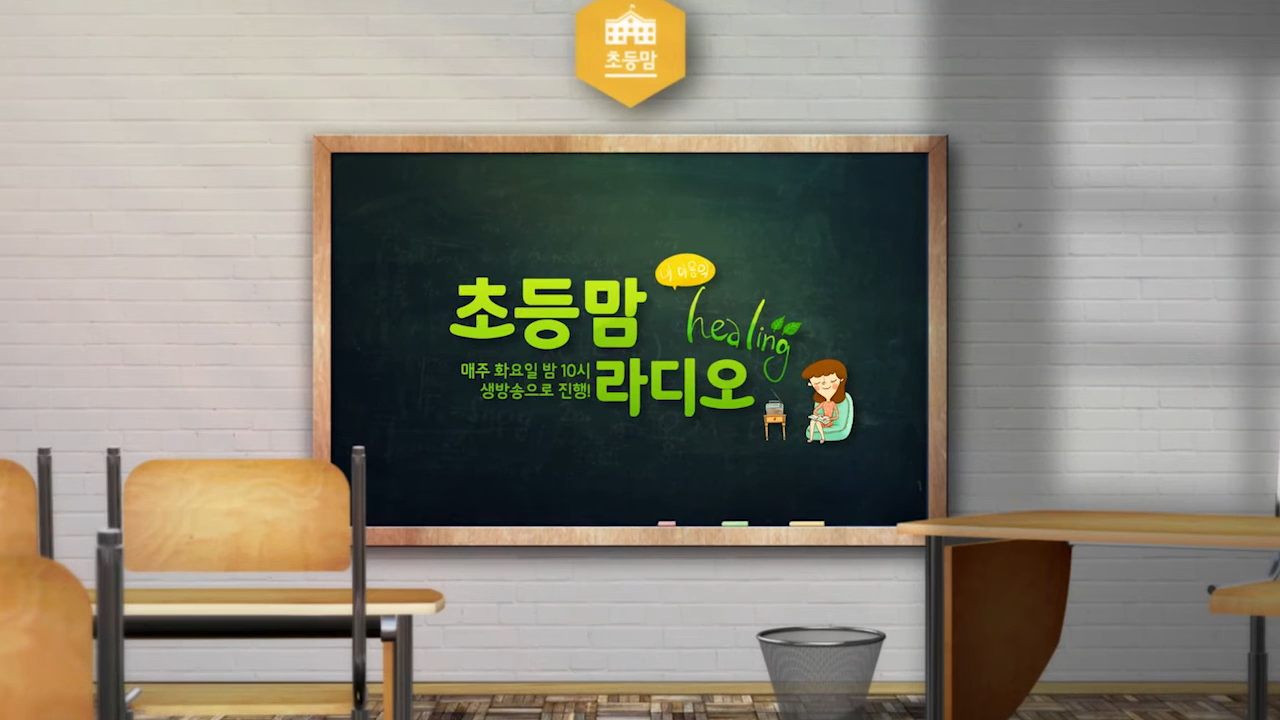 초등맘
내 마음의
초등맘
healing
매주 화요일 밤 10시
생방송으로 진행!
라디오